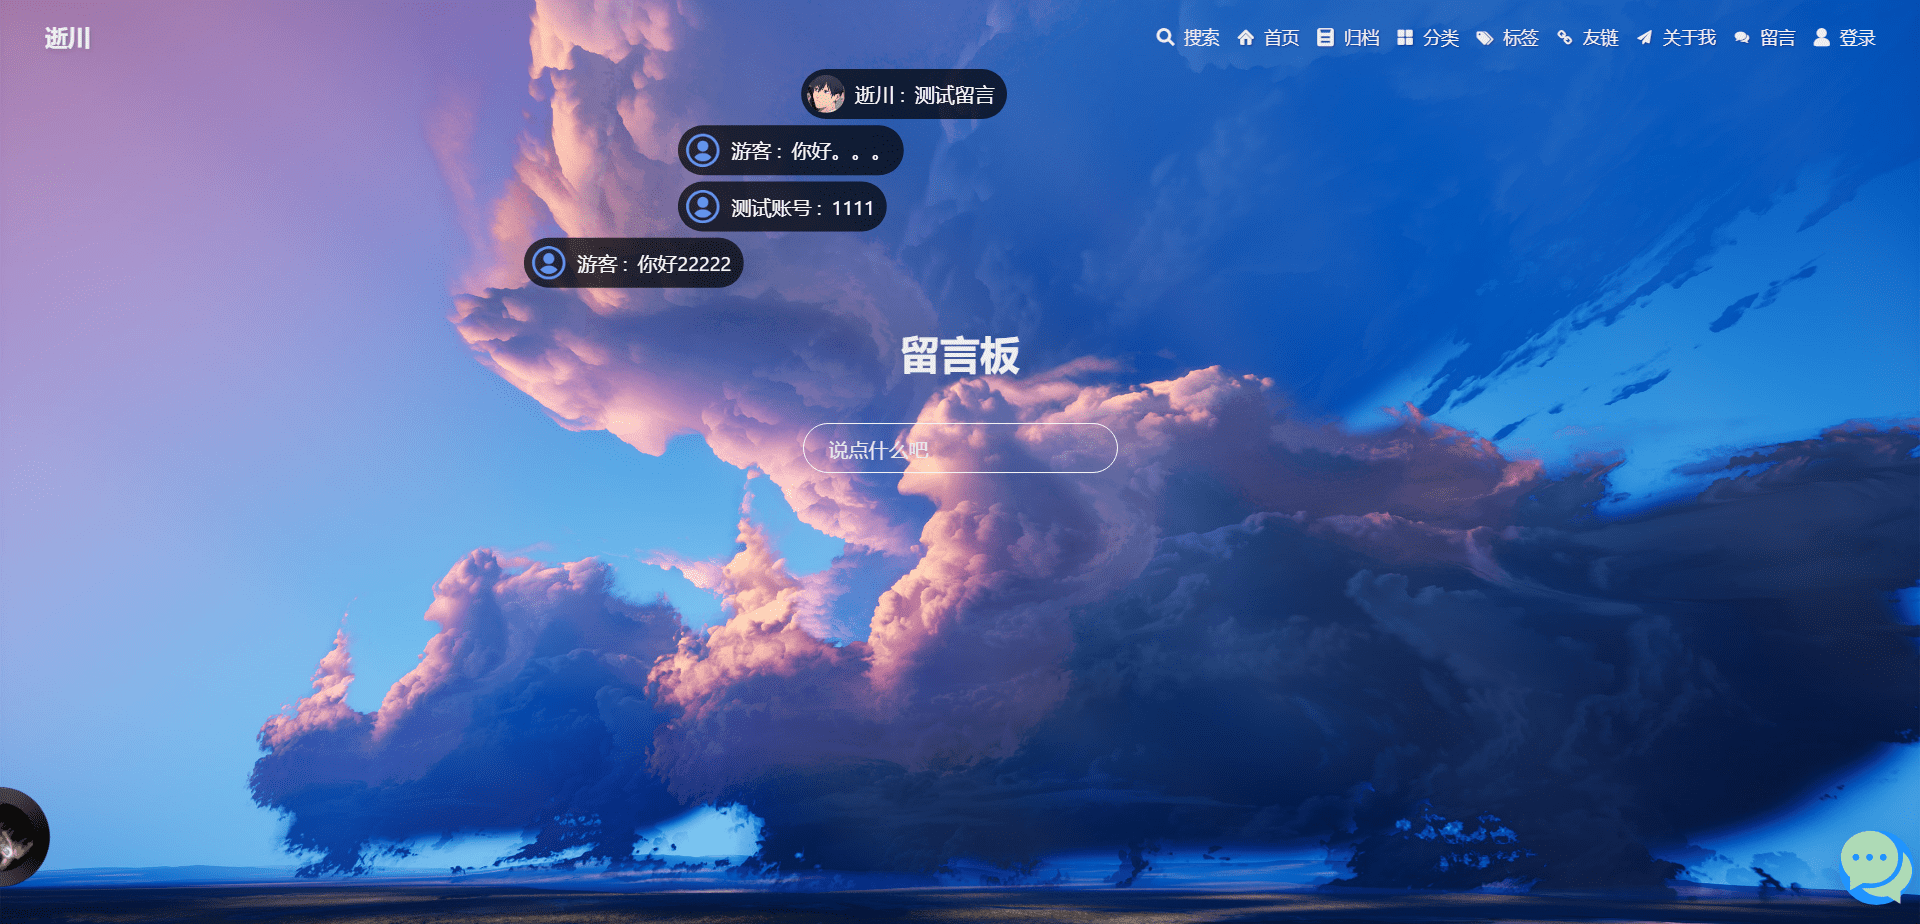 逝川
搜索 首页 归档 分类 标签 友链 关于我 留言 登录
逝川 : 测试留言
游客 : 你好。。。
测试账号 : 1111
游客 : 你好22222
留言板
说点什么吧